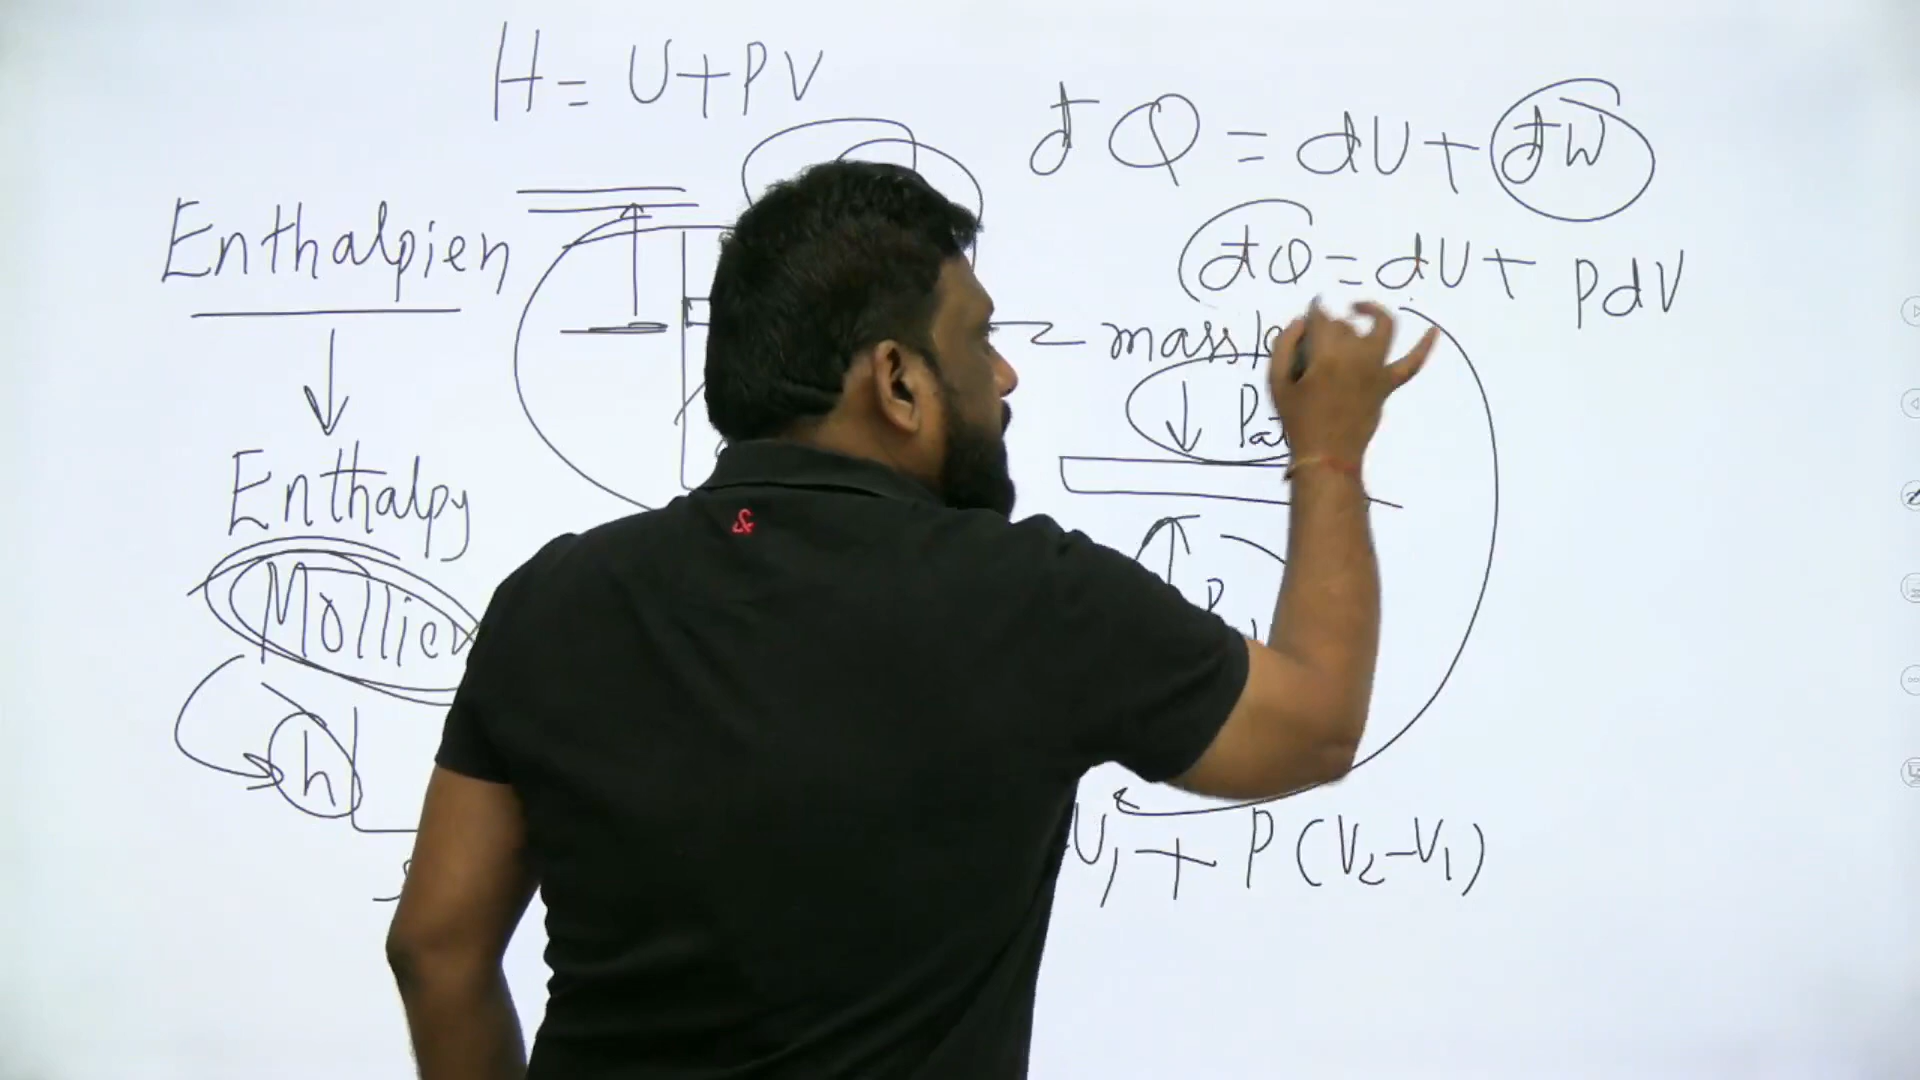 H = U + PV
đQ = dU + đW
đQ = dU + PdV
Enthalpien
mass
Enthalpy
P
Mollier
h
U₁ + P (V₂ - V₁)